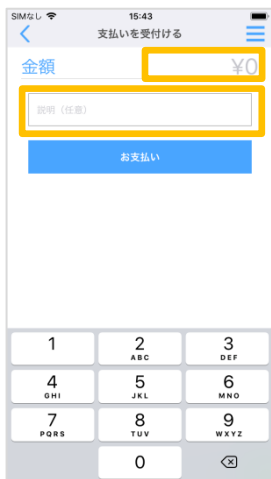 SIMなし 15:43
支払いを受付ける
金額 ¥0
説明（任意）
お支払い
1 2 3
ABC DEF
4 5 6
GHI JKL MNO
7 8 9
PQRS TUV WXYZ
0